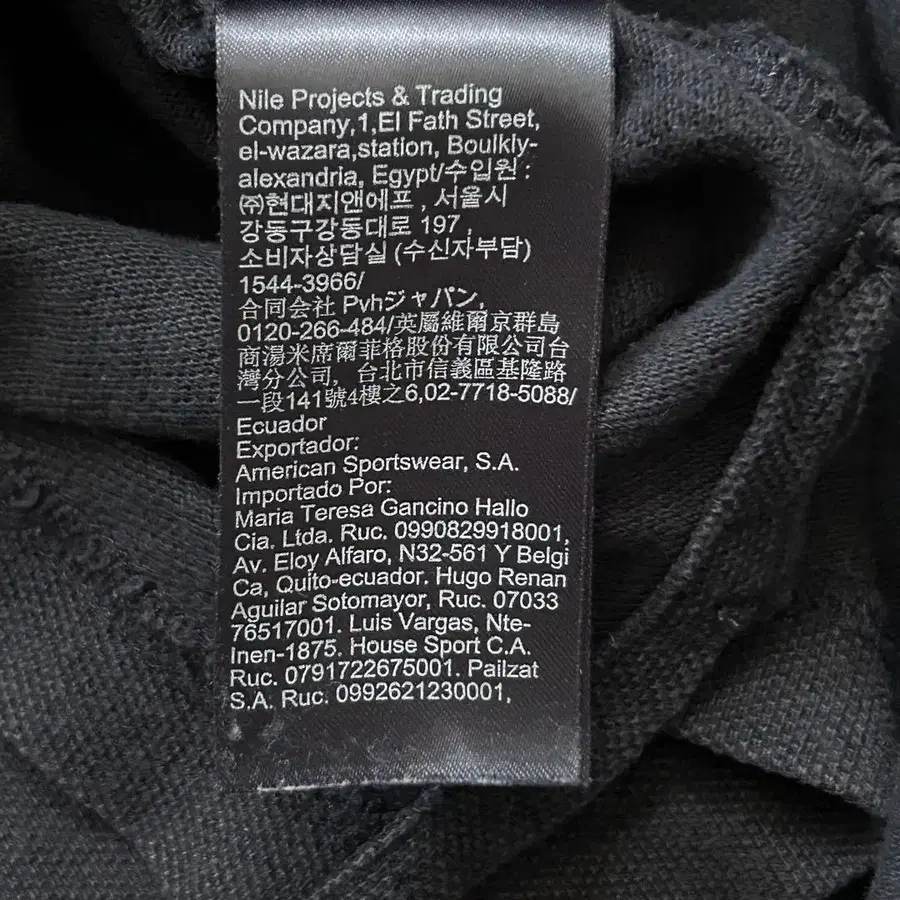 Nile Projects & Trading
Company,1,El Fath Street,
el-wazara,station, Boulkly-
alexandria, Egypt/수입원 :
㈜현대지앤에프 , 서울시
강동구강동대로 197 ,
소비자상담실 (수신자부담)
1544-3966/
合同会社 Pvhジャパン,
0120-266-484/英屬維爾京群島
商湯米席爾菲格股份有限公司台
灣分公司, 台北市信義區基隆路
一段141號4樓之6,02-7718-5088/
Ecuador
Exportador:
American Sportswear, S.A.
Importado Por:
Maria Teresa Gancino Hallo
Cia. Ltda. Ruc. 0990829918001,
Av. Eloy Alfaro, N32-561 Y Belgi
Ca, Quito-ecuador. Hugo Renan
Aguilar Sotomayor, Ruc. 07033
76517001. Luis Vargas, Nte-
Inen-1875. House Sport C.A.
Ruc. 0791722675001. Pailzat
S.A. Ruc. 0992621230001,